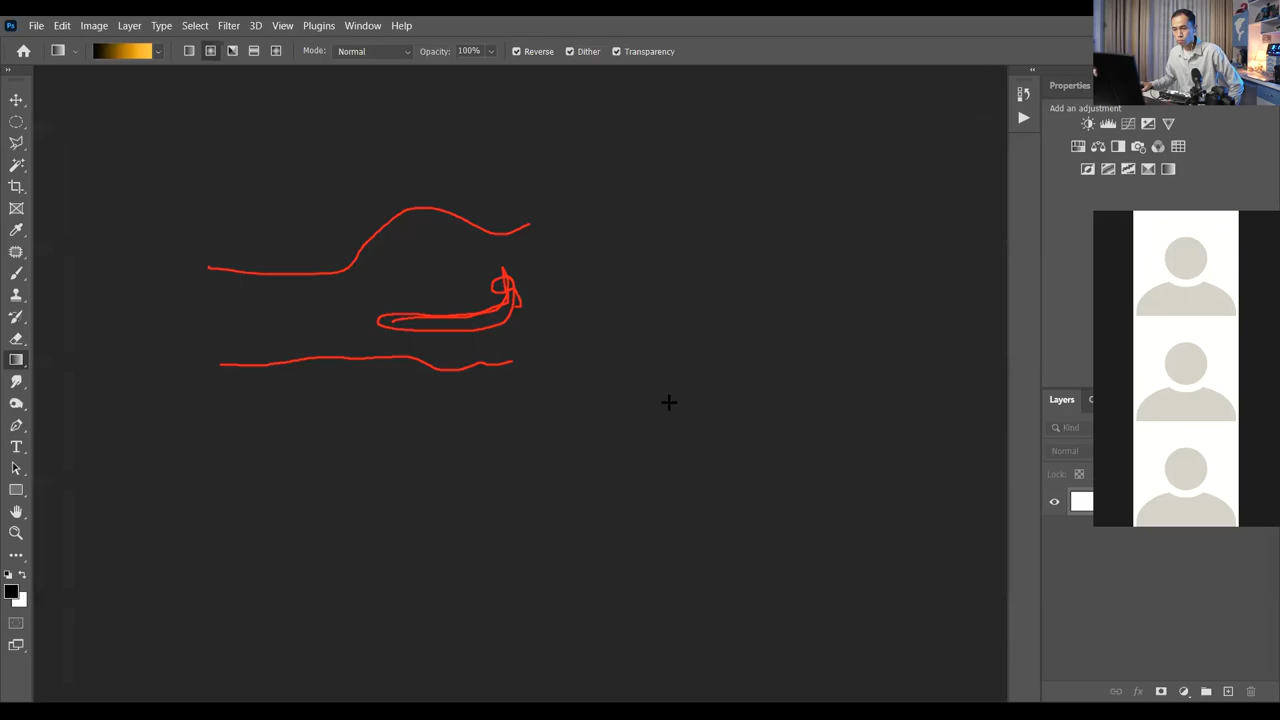 Ps File Edit Image Layer Type Select Filter 3D View Plugins Window Help
Mode: Normal Opacity: 100% Reverse Dither Transparency
Properties
Add an adjustment
Layers
Kind
Normal
Lock: